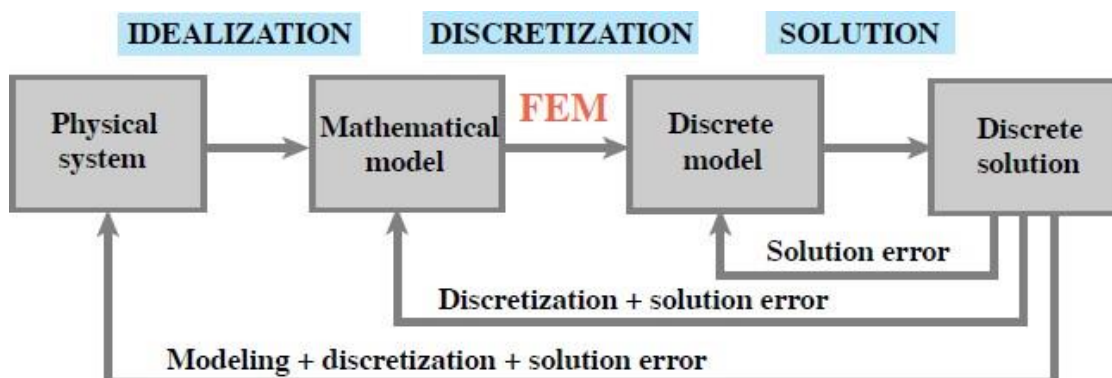 IDEALIZATION DISCRETIZATION SOLUTION
FEM
Physical
system
Mathematical
model
Discrete
model
Discrete
solution
Solution error
Discretization + solution error
Modeling + discretization + solution error